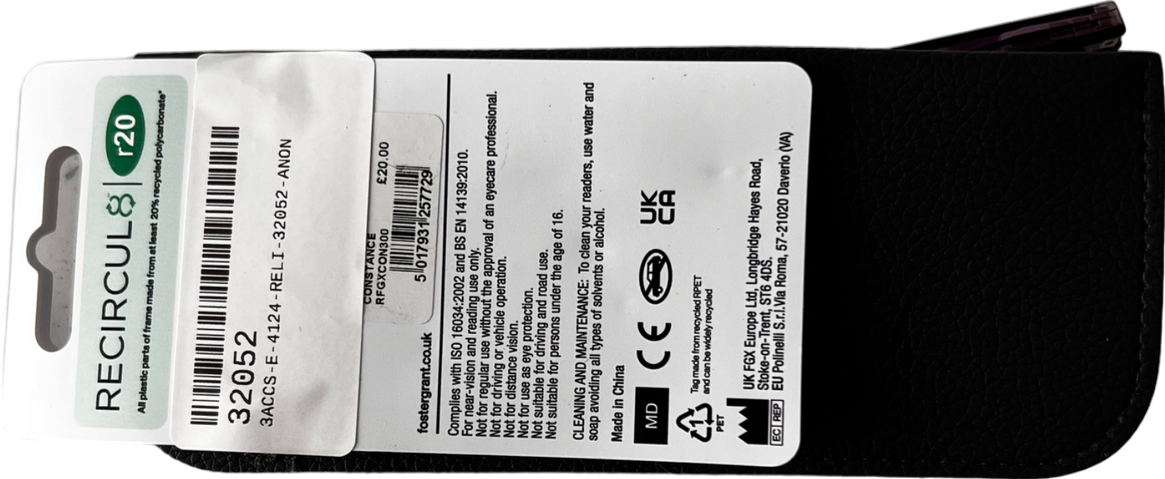 RECIRCUL8 | r20
All plastic parts of frame made from at least 20% recycled polycarbonate*
32052
3ACCS-E-4124-RELI-32052-ANON
CONSTANCE
RFGXCON300
£20.00
5 017931 257729
fostergrant.co.uk
Complies with ISO 16034:2002 and BS EN 14139:2010.
For near-vision and reading use only.
Not for regular use without the approval of an eyecare professional.
Not for driving or vehicle operation.
Not for distance vision.
Not for use as eye protection.
Not suitable for driving and road use.
Not suitable for persons under the age of 16.
CLEANING AND MAINTENANCE: To clean your readers, use water and
soap avoiding all types of solvents or alcohol.
Made in China
MD
CE
UK
CA
1
PET
Tag made from recycled RPET
and can be widely recycled
UK FGX Europe Ltd, Longbridge Hayes Road,
Stoke-on-Trent, ST6 4DS.
EC REP
EU Polinelli S.r.l.Via Roma, 57-21020 Daverio (VA)